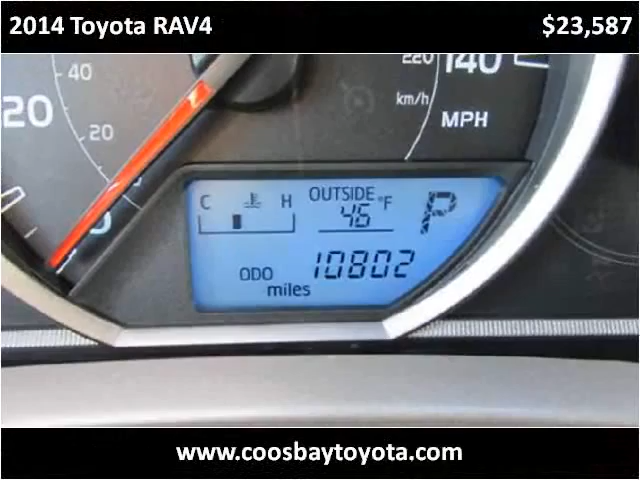 2014 Toyota RAV4 $23,587
40 220 140
20 km/h
20 MPH
C H OUTSIDE
46 °F P
0
ODO 10802
miles
www.coosbaytoyota.com